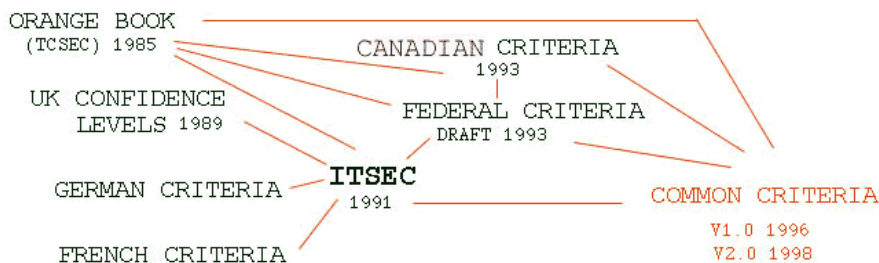 ORANGE BOOK
(TCSEC) 1985
CANADIAN CRITERIA
1993
UK CONFIDENCE
LEVELS 1989
FEDERAL CRITERIA
DRAFT 1993
ITSEC
1991
GERMAN CRITERIA
FRENCH CRITERIA
COMMON CRITERIA
V1.0 1996
V2.0 1998